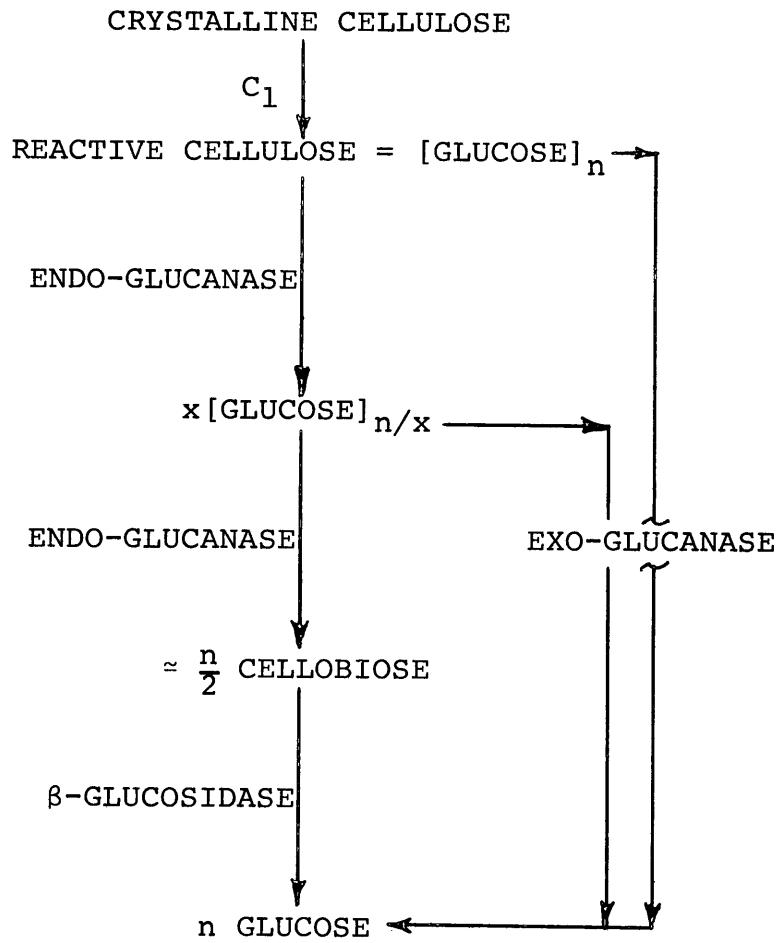 CRYSTALLINE CELLULOSE
C1
REACTIVE CELLULOSE = [GLUCOSE]n
ENDO-GLUCANASE
x[GLUCOSE]n/x
ENDO-GLUCANASE
EXO-GLUCANASE
≃ n/2 CELLOBIOSE
β-GLUCOSIDASE
n GLUCOSE